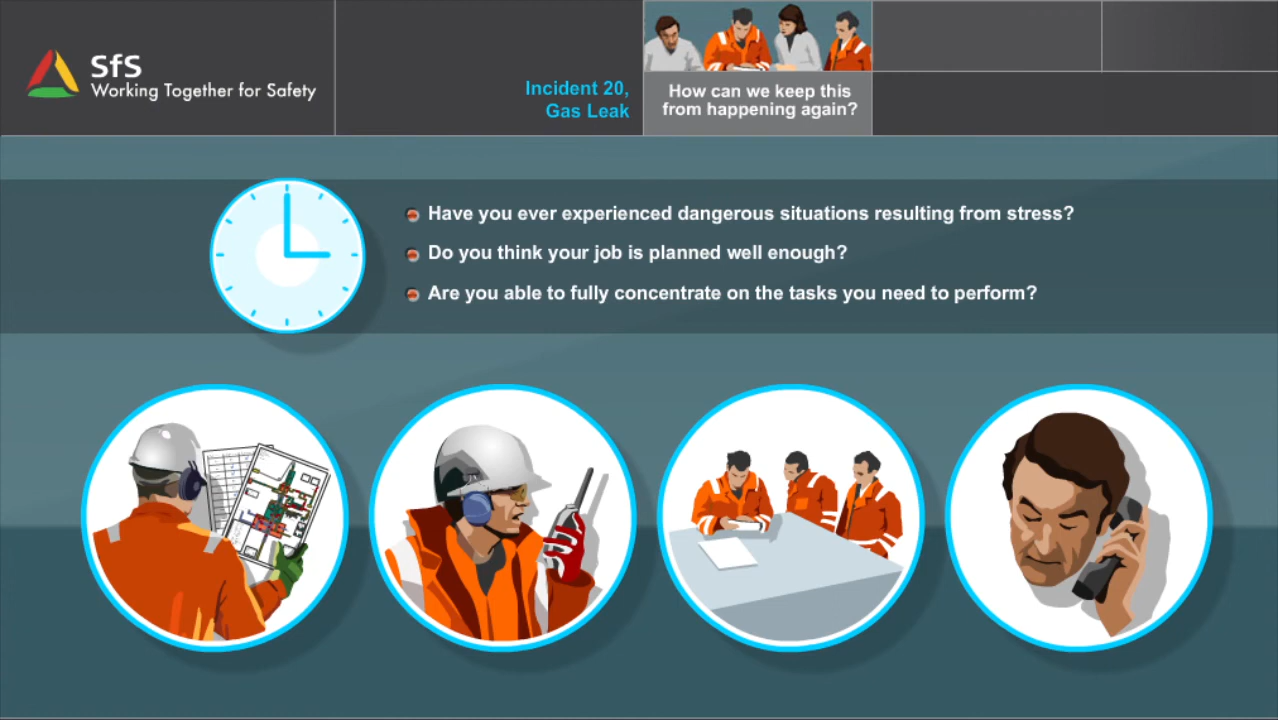 SfS
Working Together for Safety
Incident 20,
Gas Leak
How can we keep this
from happening again?
Have you ever experienced dangerous situations resulting from stress?
Do you think your job is planned well enough?
Are you able to fully concentrate on the tasks you need to perform?